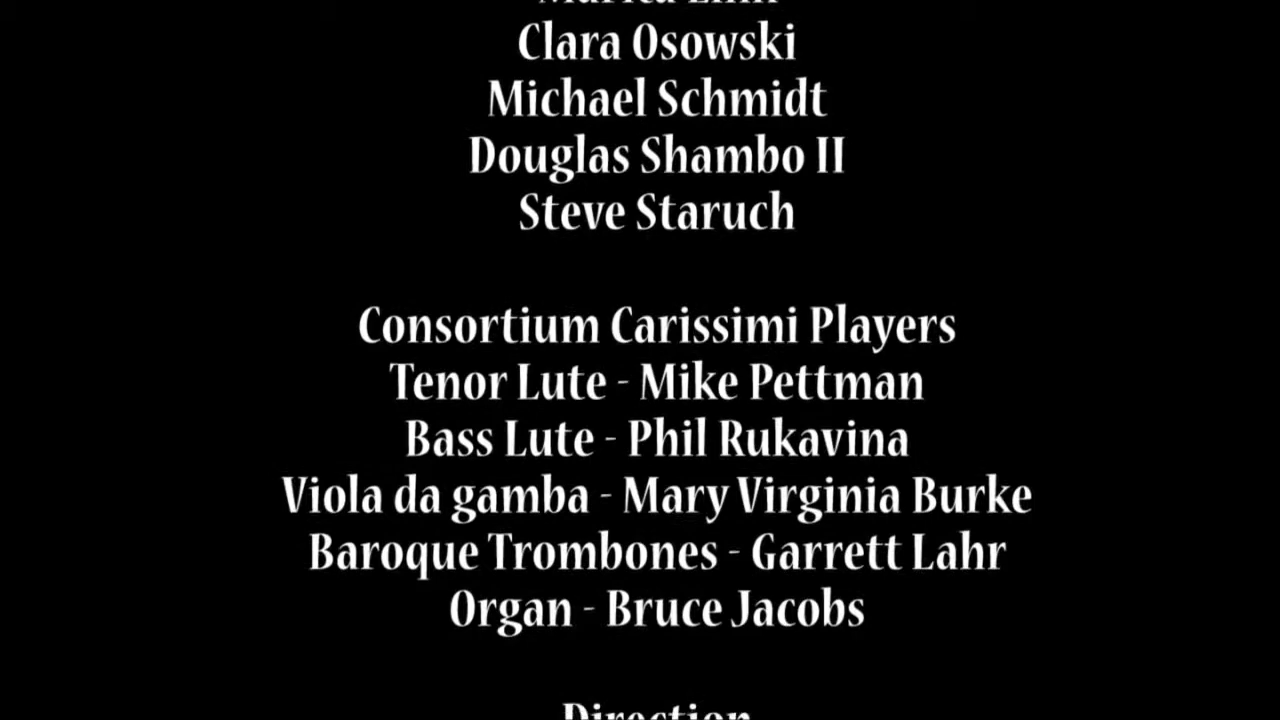 Clara Osowski
Michael Schmidt
Douglas Shambo II
Steve Staruch
Consortium Carissimi Players
Tenor Lute - Mike Pettman
Bass Lute - Phil Rukavina
Viola da gamba - Mary Virginia Burke
Baroque Trombones - Garrett Lahr
Organ - Bruce Jacobs
Direction